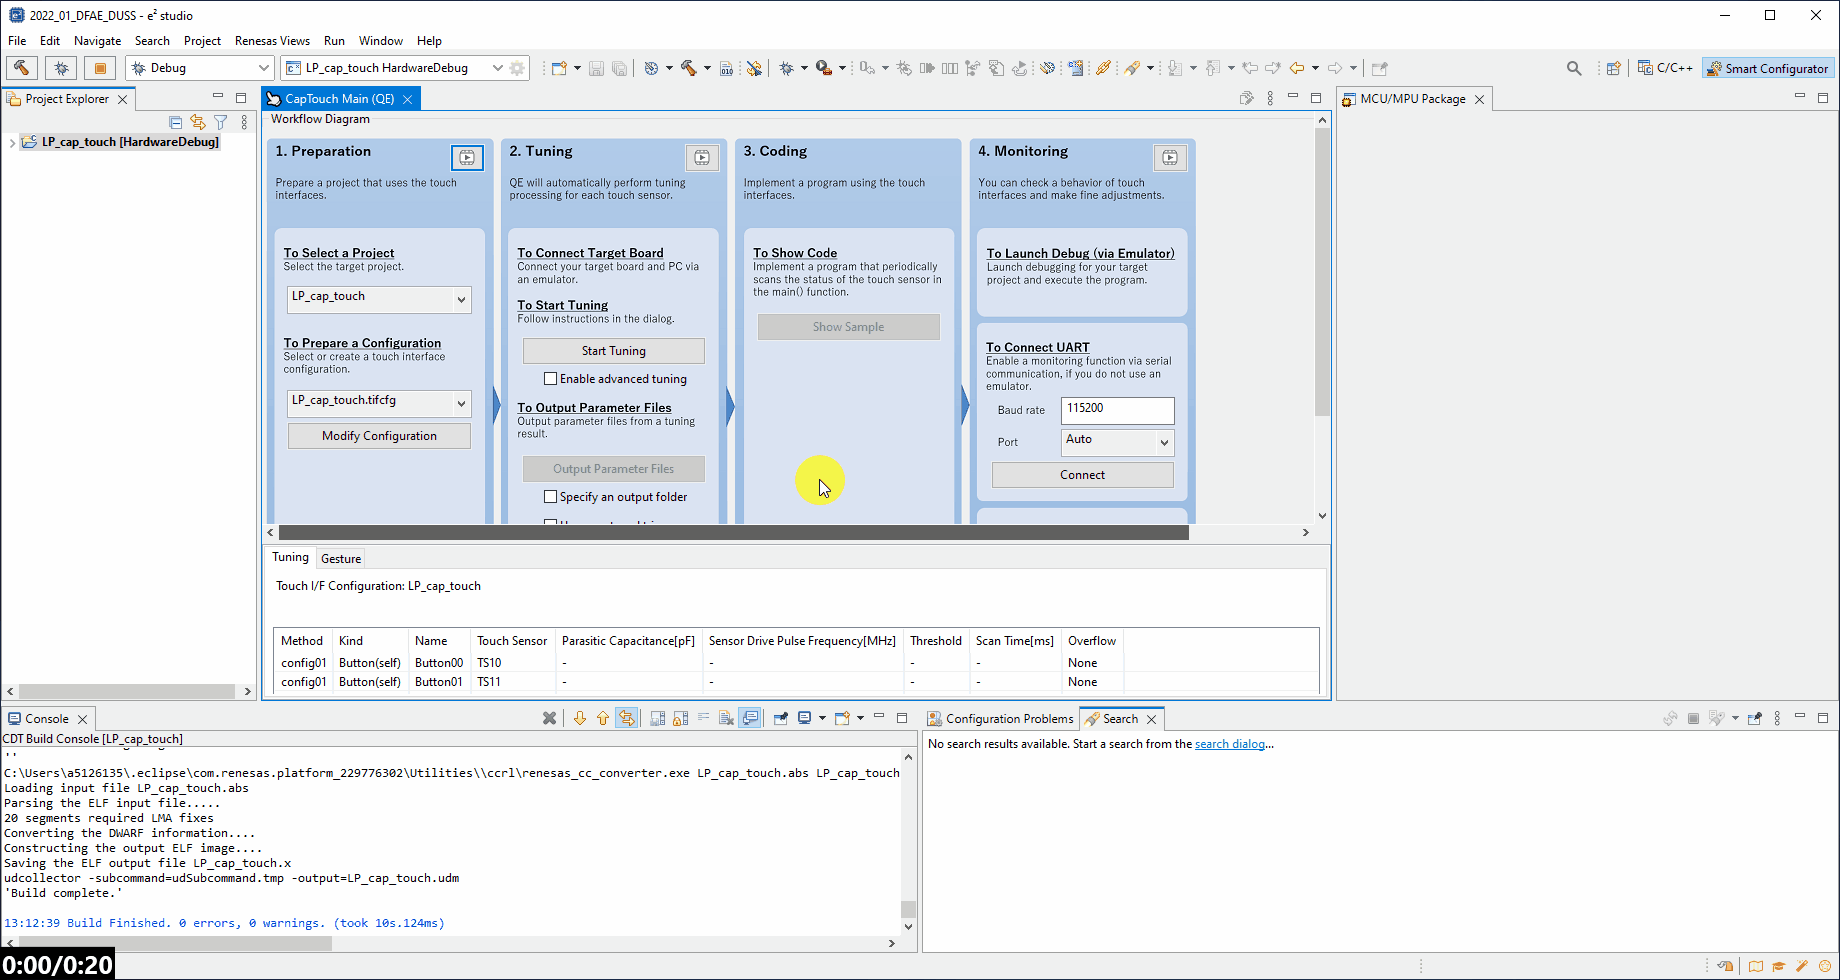 2022_01_DFAE_DUSS - e² studio
File Edit Navigate Search Project Renesas Views Run Window Help
Debug
LP_cap_touch HardwareDebug
C/C++
Smart Configurator
Project Explorer
LP_cap_touch [HardwareDebug]
CapTouch Main (QE)
Workflow Diagram
1. Preparation
Prepare a project that uses the touch
interfaces.
To Select a Project
Select the target project.
LP_cap_touch
To Prepare a Configuration
Select or create a touch interface
configuration.
LP_cap_touch.tifcfg
Modify Configuration
2. Tuning
QE will automatically perform tuning
processing for each touch sensor.
To Connect Target Board
Connect your target board and PC via
an emulator.
To Start Tuning
Follow instructions in the dialog.
Start Tuning
Enable advanced tuning
To Output Parameter Files
Output parameter files from a tuning
result.
Output Parameter Files
Specify an output folder
3. Coding
Implement a program using the touch
interfaces.
To Show Code
Implement a program that periodically
scans the status of the touch sensor in
the main() function.
Show Sample
4. Monitoring
You can check a behavior of touch
interfaces and make fine adjustments.
To Launch Debug (via Emulator)
Launch debugging for your target
project and execute the program.
To Connect UART
Enable a monitoring function via serial
communication, if you do not use an
emulator.
Baud rate 115200
Port Auto
Connect
MCU/MPU Package
Tuning Gesture
Touch I/F Configuration: LP_cap_touch
Method Kind Name Touch Sensor Parasitic Capacitance[pF] Sensor Drive Pulse Frequency[MHz] Threshold Scan Time[ms] Overflow
config01 Button(self) Button00 TS10 - - - - None
config01 Button(self) Button01 TS11 - - - - None
Console
CDT Build Console [LP_cap_touch]
''
C:\Users\a5126135\.eclipse\com.renesas.platform_229776302\Utilities\\ccrl\renesas_cc_converter.exe LP_cap_touch.abs LP_cap_touch
Loading input file LP_cap_touch.abs
Parsing the ELF input file.....
20 segments required LMA fixes
Converting the DWARF information....
Constructing the output ELF image....
Saving the ELF output file LP_cap_touch.x
udcollector -subcommand=udSubcommand.tmp -output=LP_cap_touch.udm
'Build complete.'
13:12:39 Build Finished. 0 errors, 0 warnings. (took 10s.124ms)
Configuration Problems
Search
No search results available. Start a search from the search dialog...
0:00/0:20